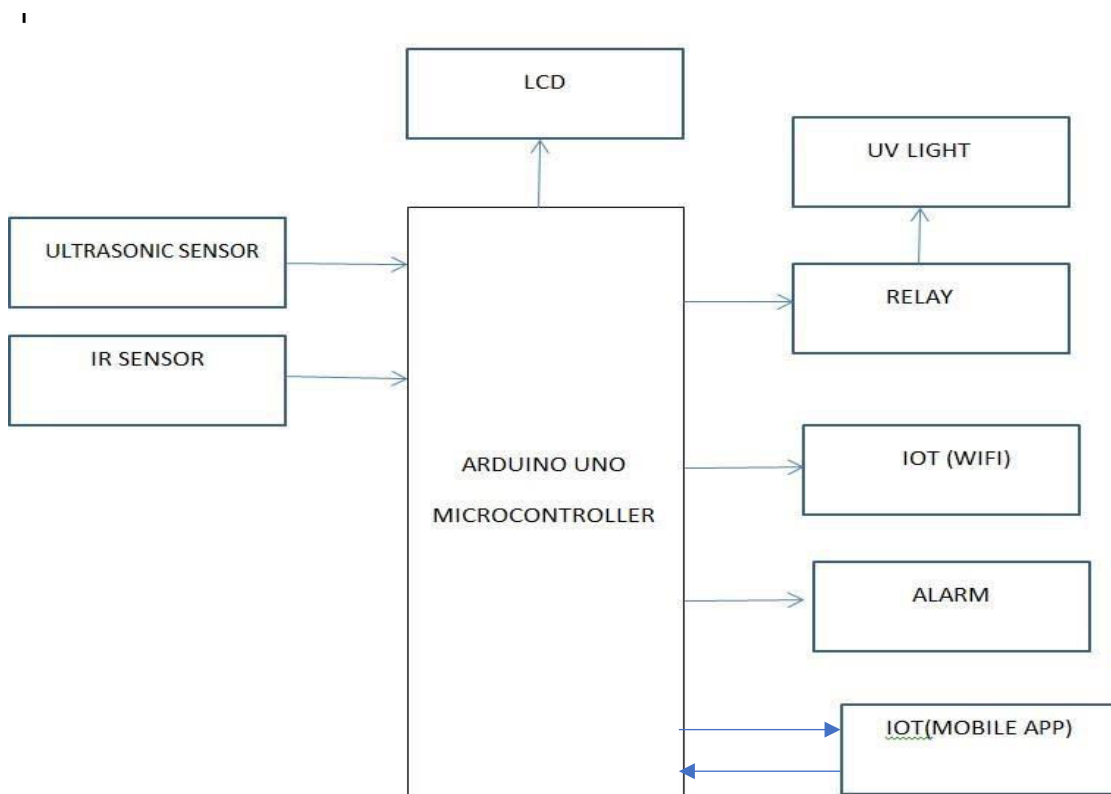 LCD
UV LIGHT
ULTRASONIC SENSOR
RELAY
IR SENSOR
ARDUINO UNO
MICROCONTROLLER
IOT (WIFI)
ALARM
IOT(MOBILE APP)